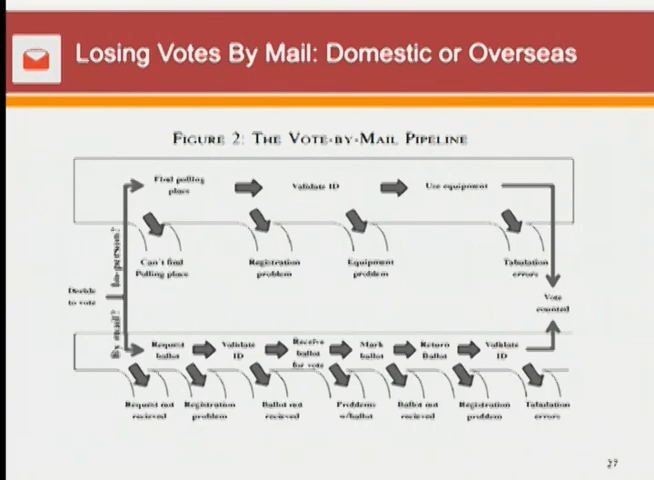 Losing Votes By Mail: Domestic or Overseas
FIGURE 2: THE VOTE-BY-MAIL PIPELINE
Find polling
place
Validate ID
Use equipment
Can't find
Polling place
Registration
problem
Equipment
problem
Tabulation
errors
In-person?
Decide
to vote
By mail?
Vote
counted
Request
ballot
Validate
ID
Receive
ballot
for vote
Mark
ballot
Return
Ballot
Validate
ID
Request not
recieved
Registration
problem
Ballot not
recieved
Problems
w/ballot
Ballot not
recieved
Registration
problem
Tabulation
errors
27